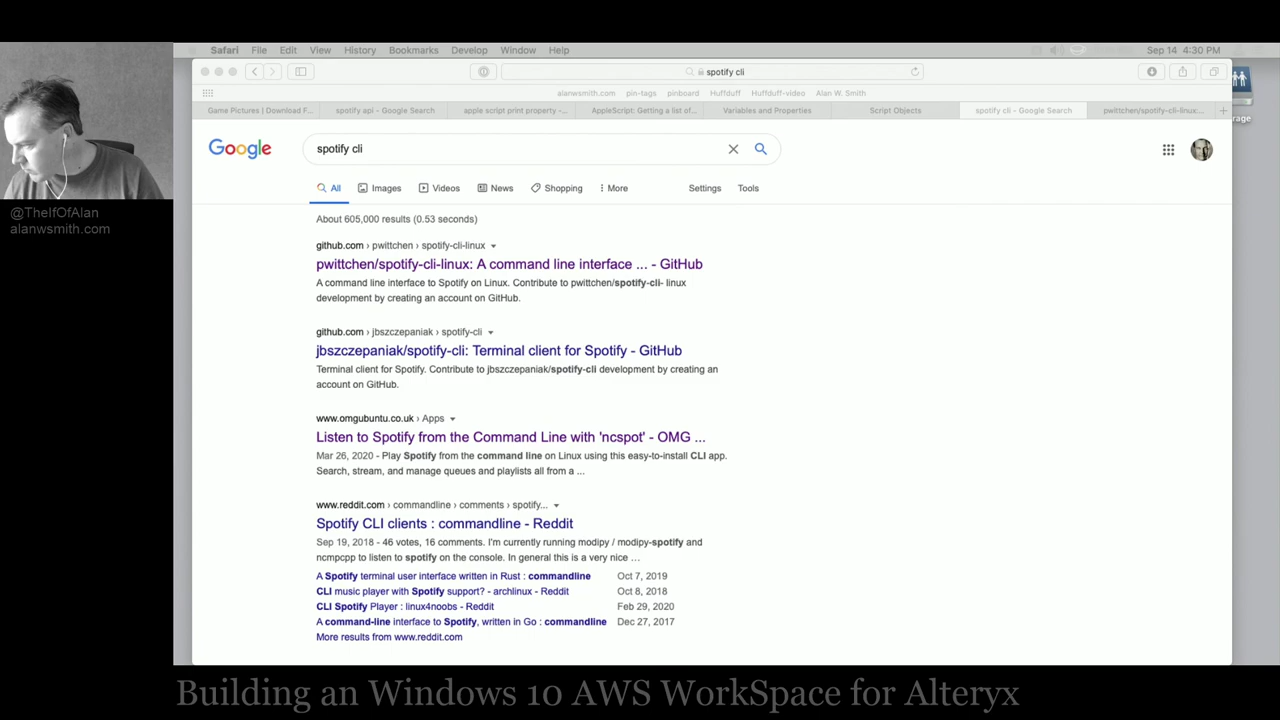 Safari File Edit View History Bookmarks Develop Window Help
Sep 14 4:30 PM
spotify cli
alanwsmith.com pin-tags pinboard Huffduff Huffduff-video Alan W. Smith
Game Pictures | Download F... spotify api - Google Search apple script print property -... AppleScript: Getting a list of... Variables and Properties Script Objects spotify cli - Google Search pwittchen/spotify-cli-linux:...
orage
Google
spotify cli
All Images Videos News Shopping More Settings Tools
@TheIfOfAlan
alanwsmith.com
About 605,000 results (0.53 seconds)
github.com › pwittchen › spotify-cli-linux
pwittchen/spotify-cli-linux: A command line interface ... - GitHub
A command line interface to Spotify on Linux. Contribute to pwittchen/spotify-cli- linux
development by creating an account on GitHub.
github.com › jbszczepaniak › spotify-cli
jbszczepaniak/spotify-cli: Terminal client for Spotify - GitHub
Terminal client for Spotify. Contribute to jbszczepaniak/spotify-cli development by creating an
account on GitHub.
www.omgubuntu.co.uk › Apps
Listen to Spotify from the Command Line with 'ncspot' - OMG ...
Mar 26, 2020 - Play Spotify from the command line on Linux using this easy-to-install CLI app.
Search, stream, and manage queues and playlists all from a ...
www.reddit.com › commandline › comments › spotify...
Spotify CLI clients : commandline - Reddit
Sep 19, 2018 - 46 votes, 16 comments. I'm currently running modipy / modipy-spotify and
ncmpcpp to listen to spotify on the console. In general this is a very nice ...
A Spotify terminal user interface written in Rust : commandline Oct 7, 2019
CLI music player with Spotify support? - archlinux - Reddit Oct 8, 2018
CLI Spotify Player : linux4noobs - Reddit Feb 29, 2020
A command-line interface to Spotify, written in Go : commandline Dec 27, 2017
More results from www.reddit.com
Building an Windows 10 AWS WorkSpace for Alteryx